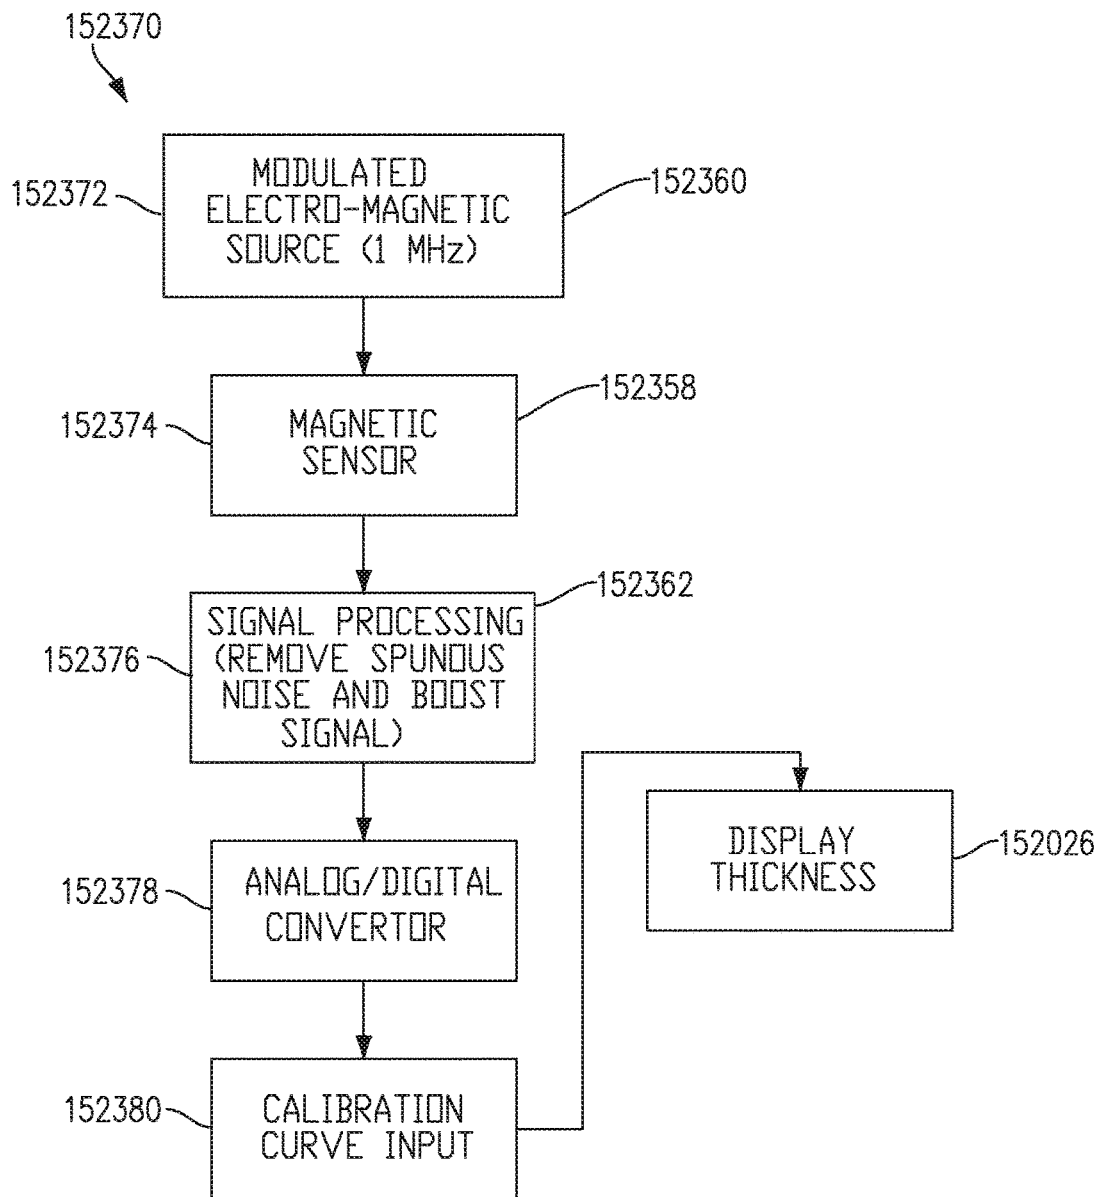 152370
MODULATED
ELECTRO-MAGNETIC
SOURCE (1 MHz)
152372
152360
MAGNETIC
SENSOR
152374
152358
SIGNAL PROCESSING
(REMOVE SPUNOUS
NOISE AND BOOST
SIGNAL)
152376
152362
ANALOG/DIGITAL
CONVERTOR
152378
CALIBRATION
CURVE INPUT
152380
DISPLAY
THICKNESS
152026